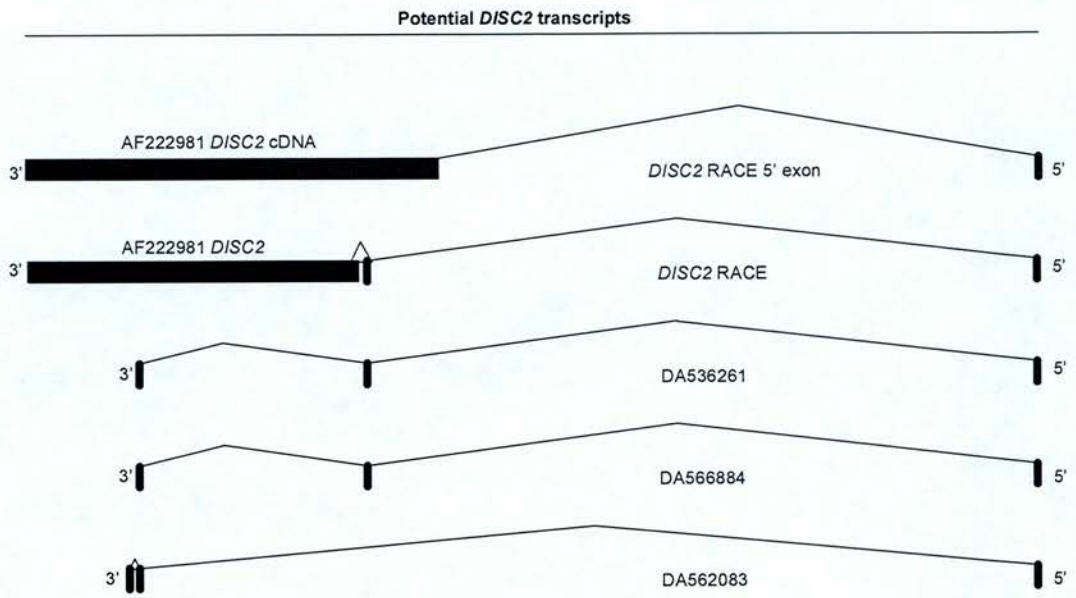 Potential DISC2 transcripts
AF222981 DISC2 cDNA
3' DISC2 RACE 5' exon 5'
AF222981 DISC2
3' DISC2 RACE 5'
3' DA536261 5'
3' DA566884 5'
3' DA562083 5'